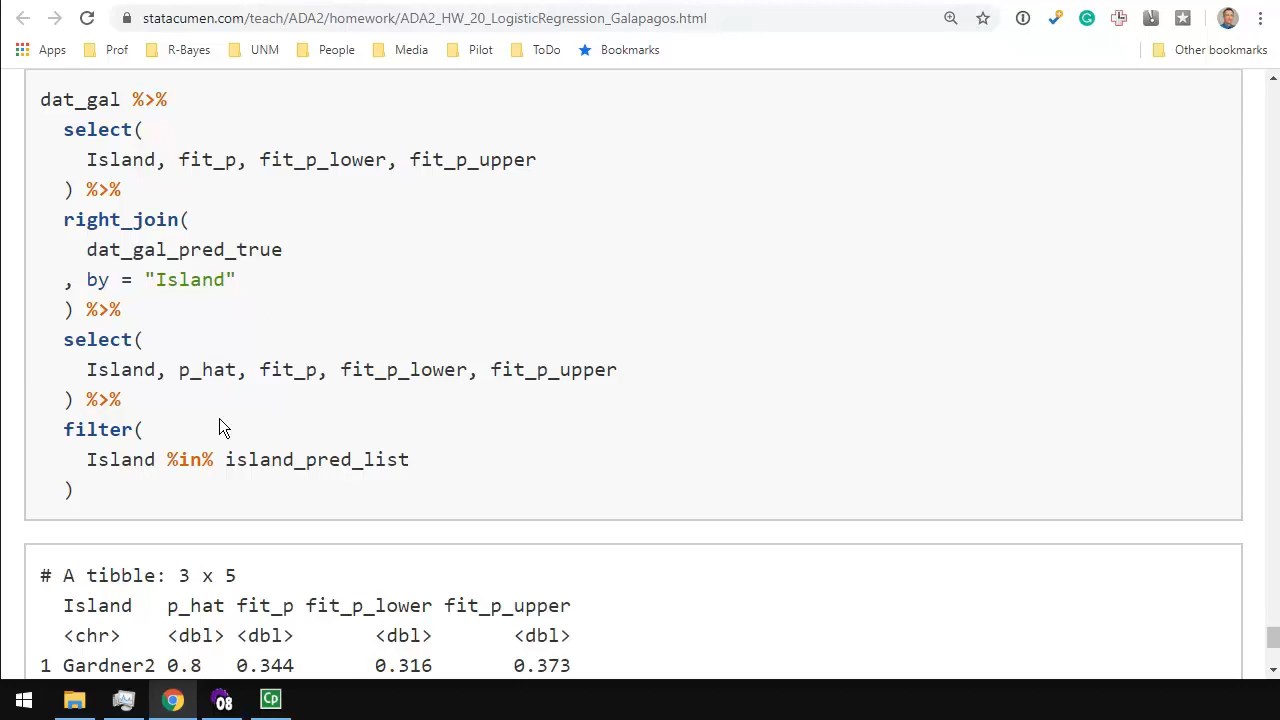 statacumen.com/teach/ADA2/homework/ADA2_HW_20_LogisticRegression_Galapagos.html
Apps Prof R-Bayes UNM People Media Pilot ToDo Bookmarks Other bookmarks
dat_gal %>%
select(
Island, fit_p, fit_p_lower, fit_p_upper
) %>%
right_join(
dat_gal_pred_true
, by = "Island"
) %>%
select(
Island, p_hat, fit_p, fit_p_lower, fit_p_upper
) %>%
filter(
Island %in% island_pred_list
)
# A tibble: 3 x 5
Island p_hat fit_p fit_p_lower fit_p_upper
<chr> <dbl> <dbl> <dbl> <dbl>
1 Gardner2 0.8 0.344 0.316 0.373
08
Cp